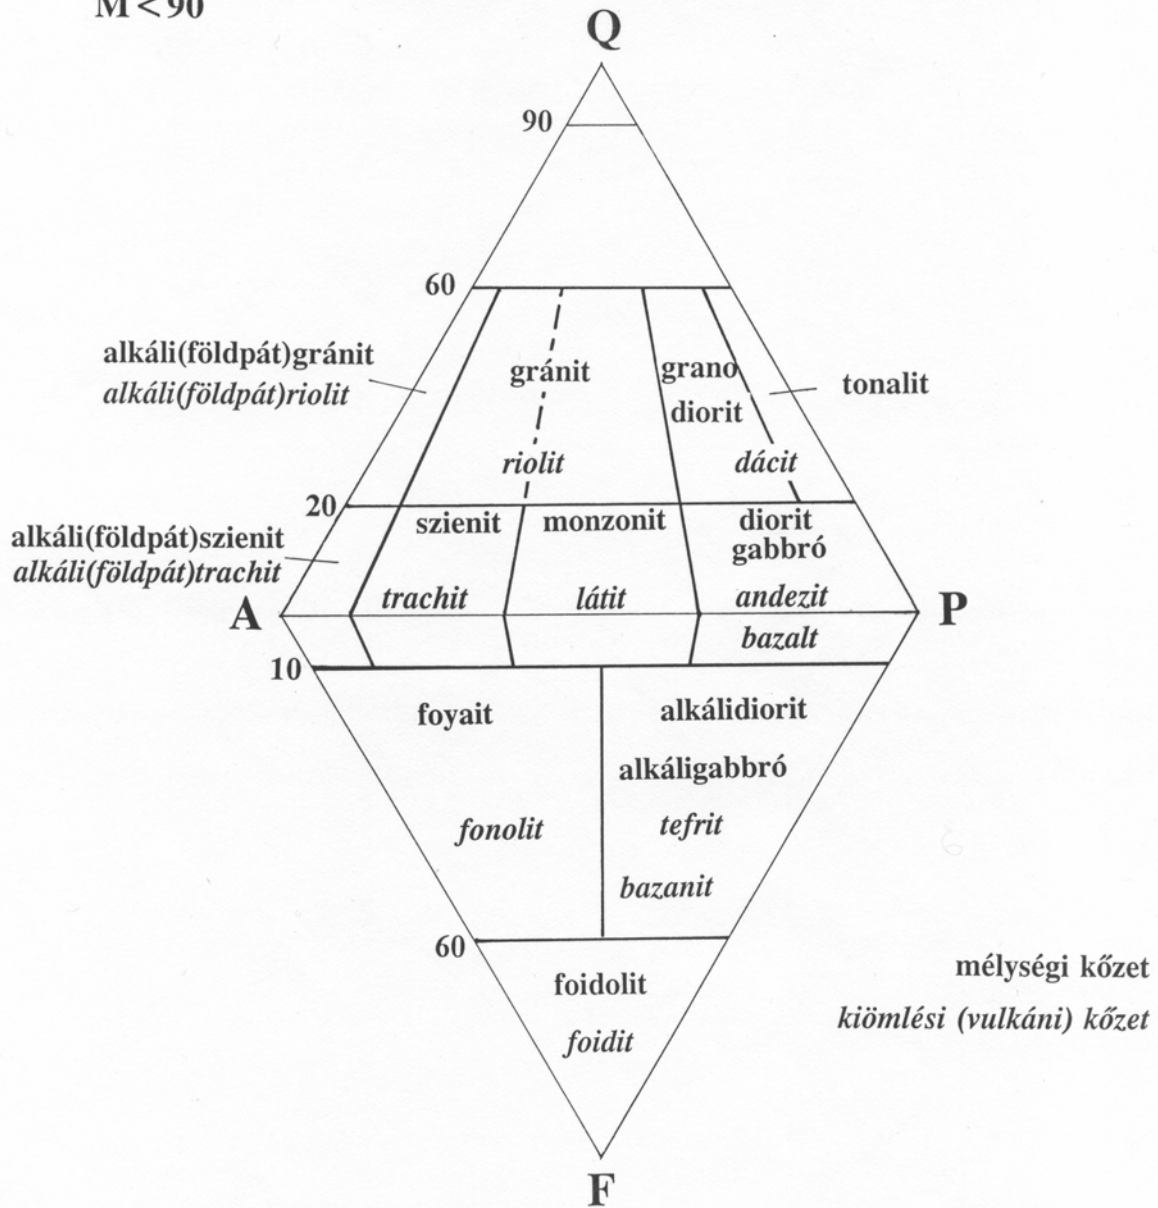 M < 90
Q
90
60
alkáli(földpát)gránit
alkáli(földpát)riolit
gránit
grano
diorit
tonalit
riolit
dácit
20
alkáli(földpát)szienit
alkáli(földpát)trachit
szienit
monzonit
diorit
gabbró
trachit
látit
andezit
A
P
bazalt
10
foyait
alkálidiorit
alkáligabbró
fonolit
tefrit
bazanit
60
foidolit
foidit
mélységi kőzet
kiömlési (vulkáni) kőzet
F